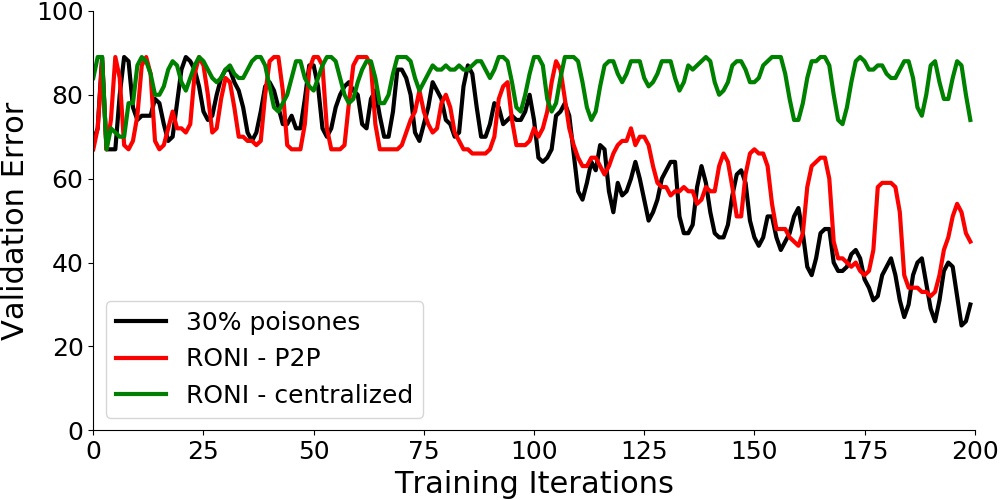 100
80
60
40
20
0
Validation Error
30% poisones
RONI - P2P
RONI - centralized
0 25 50 75 100 125 150 175 200
Training Iterations